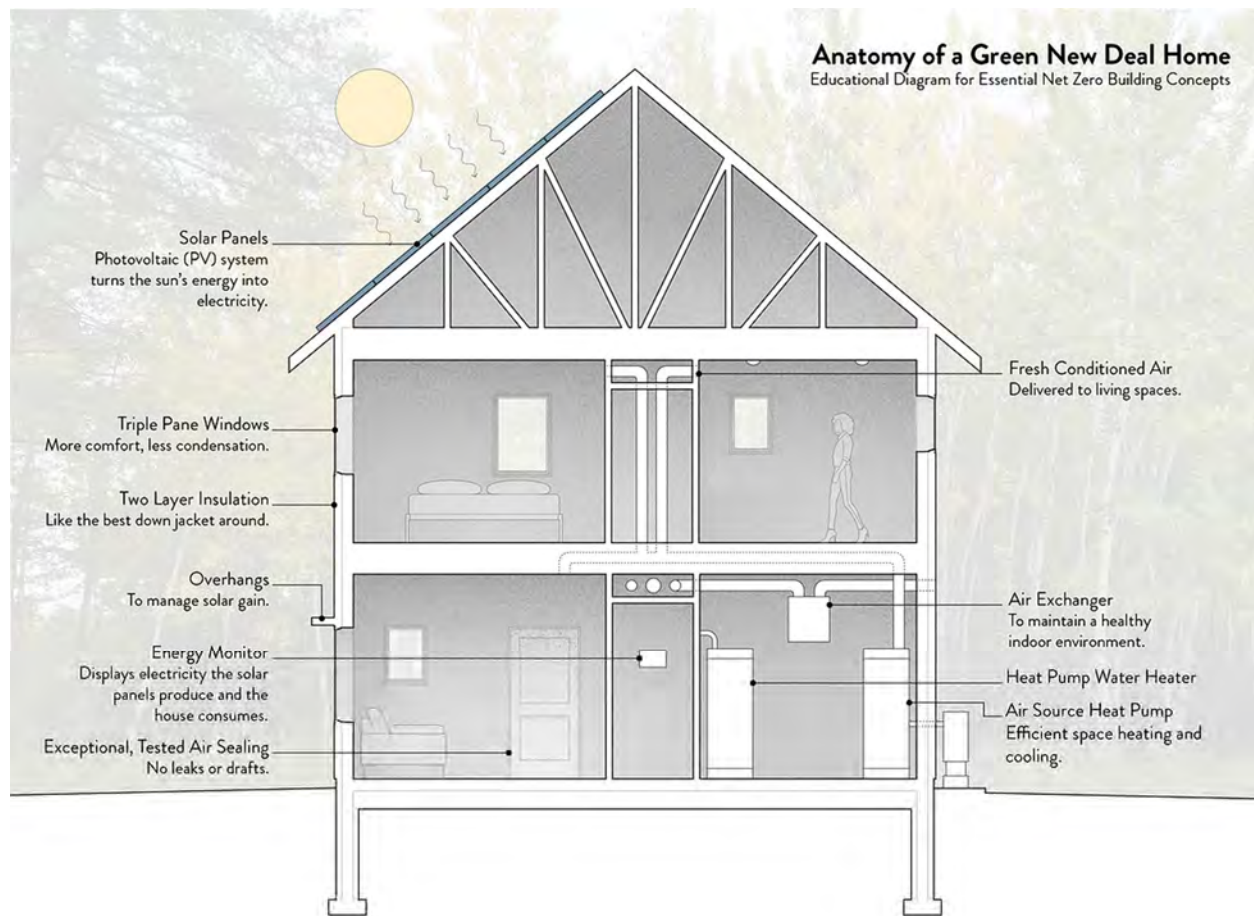 Anatomy of a Green New Deal Home
Educational Diagram for Essential Net Zero Building Concepts
Solar Panels
Photovoltaic (PV) system
turns the sun's energy into
electricity.
Triple Pane Windows
More comfort, less condensation.
Two Layer Insulation
Like the best down jacket around.
Overhangs
To manage solar gain.
Energy Monitor
Displays electricity the solar
panels produce and the
house consumes.
Exceptional, Tested Air Sealing
No leaks or drafts.
Fresh Conditioned Air
Delivered to living spaces.
Air Exchanger
To maintain a healthy
indoor environment.
Heat Pump Water Heater
Air Source Heat Pump
Efficient space heating and
cooling.